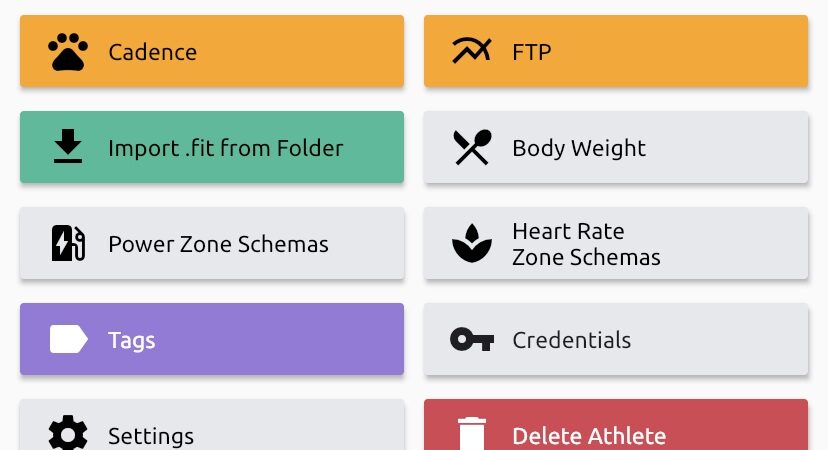 Cadence
FTP
Import .fit from Folder
Body Weight
Power Zone Schemas
Heart Rate
Zone Schemas
Tags
Credentials
Settings
Delete Athlete